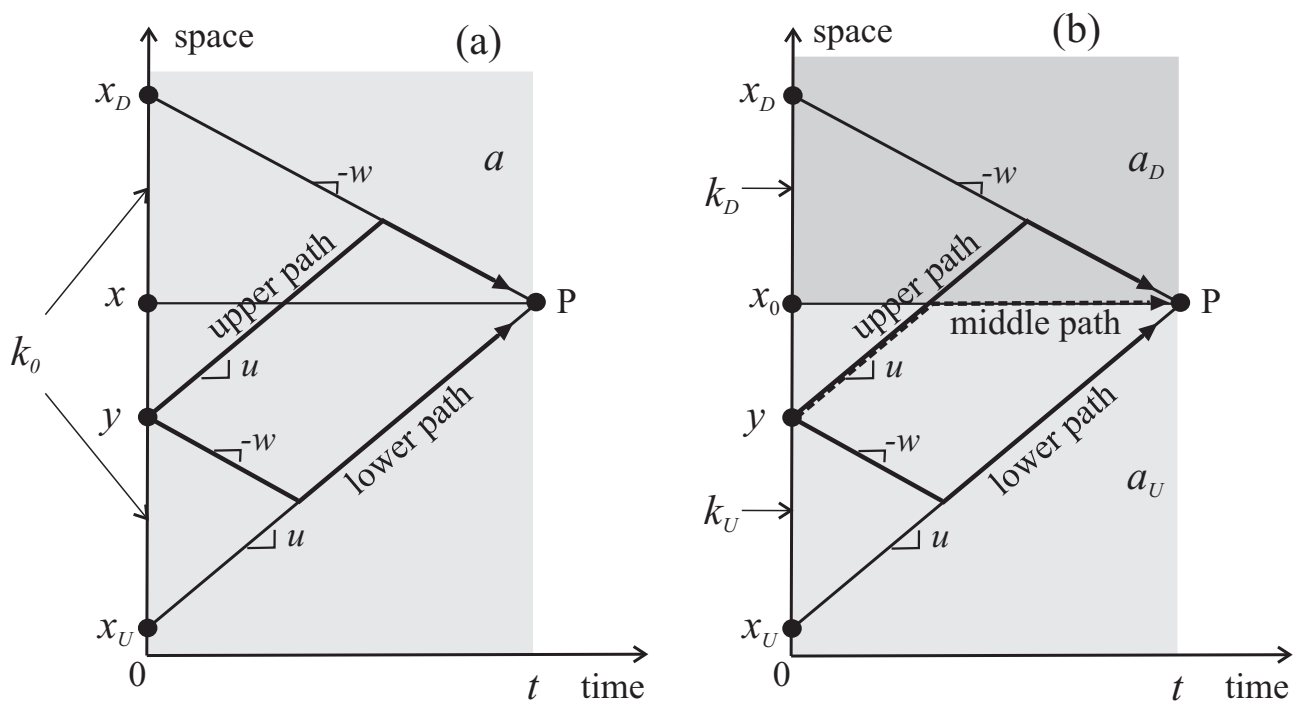 space
(a)
x_D
-w
a
upper path
x
P
k_0
u
y
-w
lower path
u
x_U
0
t
time
space
(b)
x_D
-w
a_D
k_D
upper path
x_0
P
middle path
u
y
-w
lower path
a_U
k_U
u
x_U
0
t
time